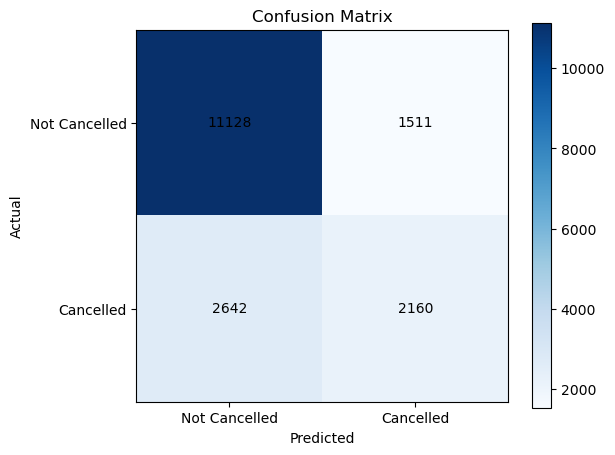 Confusion Matrix
Not Cancelled
11128
1511
Cancelled
2642
2160
Not Cancelled
Cancelled
Predicted
Actual
10000
8000
6000
4000
2000